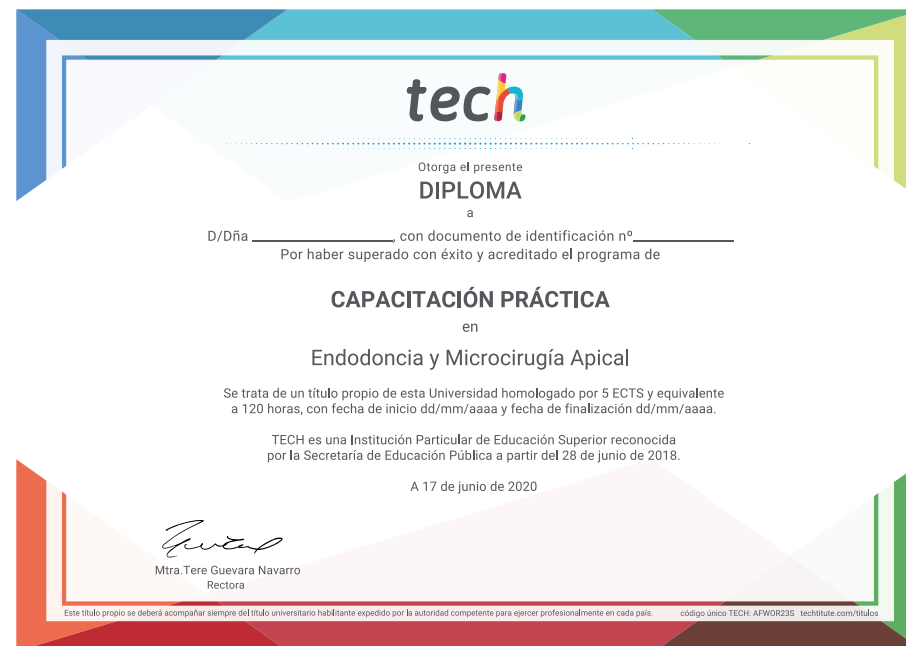 tech
Otorga el presente
DIPLOMA
a
D/Dña ________________, con documento de identificación nº____________
Por haber superado con éxito y acreditado el programa de
CAPACITACIÓN PRÁCTICA
en
Endodoncia y Microcirugía Apical
Se trata de un título propio de esta Universidad homologado por 5 ECTS y equivalente
a 120 horas, con fecha de inicio dd/mm/aaaa y fecha de finalización dd/mm/aaaa.
TECH es una Institución Particular de Educación Superior reconocida
por la Secretaría de Educación Pública a partir del 28 de junio de 2018.
A 17 de junio de 2020
Mtra.Tere Guevara Navarro
Rectora
Este título propio se deberá acompañar siempre del título universitario habilitante expedido por la autoridad competente para ejercer profesionalmente en cada país. código único TECH: AFWOR23S techtitute.com/titulos